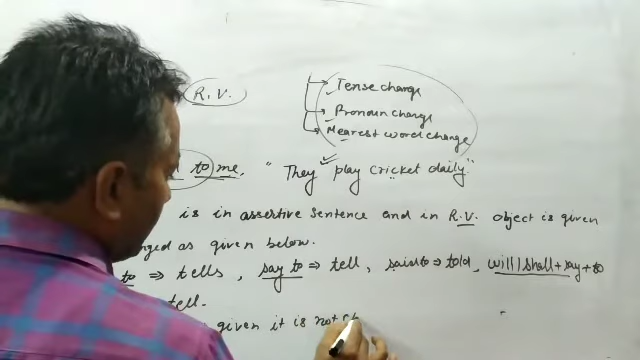 R.V. Tense change
Pronoun change
Nearest word change
to me, "They play cricket daily"
is in assertive sentence and in R.V. object is given
nged as given below.
to ⇒ tells, say to ⇒ tell, said to ⇒ told, will/shall + say + to
tell.
given it is not